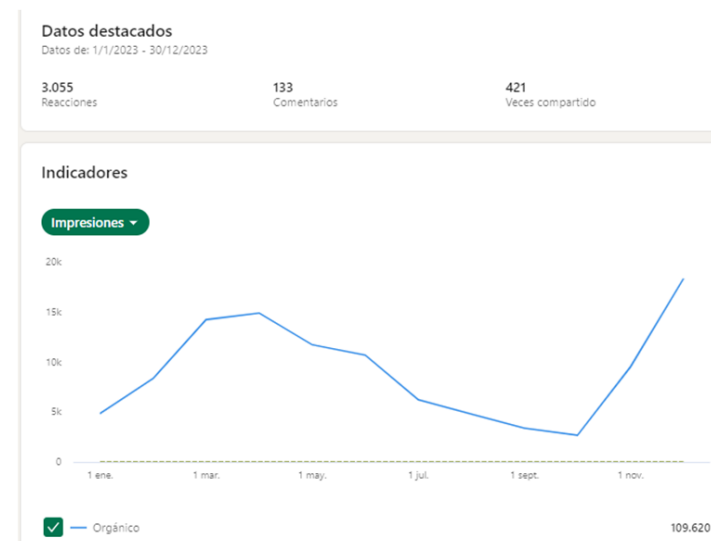 Datos destacados
Datos de: 1/1/2023 - 30/12/2023
3.055 133 421
Reacciones Comentarios Veces compartido
Indicadores
Impresiones
20k
15k
10k
5k
0
1 ene. 1 mar. 1 may. 1 jul. 1 sept. 1 nov.
Orgánico 109.620